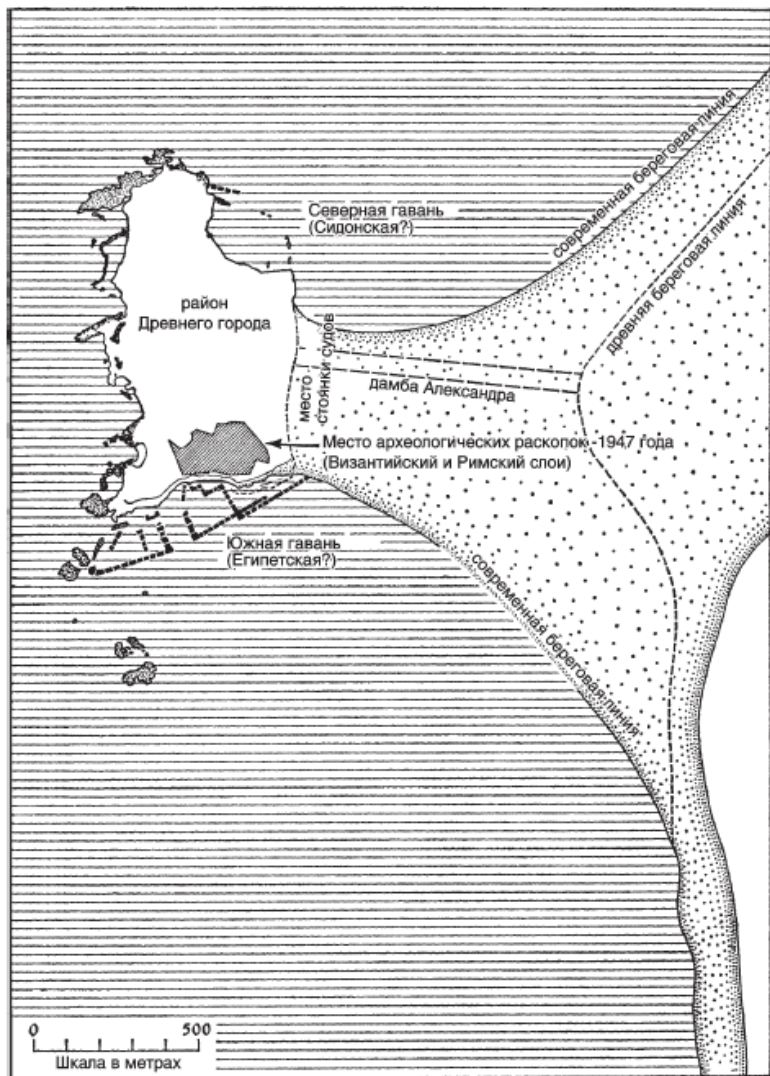 современная береговая линия
Северная гавань
(Сидонская?)
древняя береговая линия
район
Древнего города
место
стоянки судов
дамба Александра
Место археологических раскопок -1947 года
(Византийский и Римский слои)
Южная гавань
(Египетская?)
современная береговая линия
0 500
Шкала в метрах